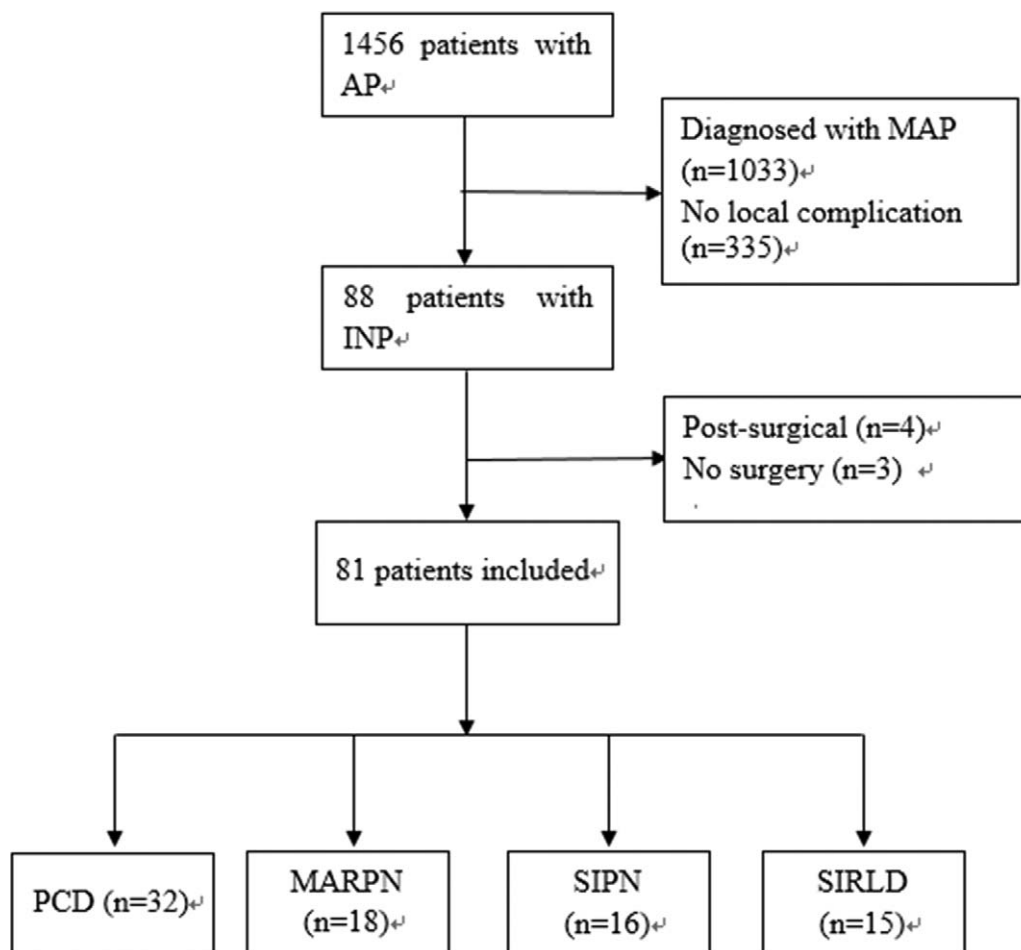 1456 patients with
AP↵
Diagnosed with MAP
(n=1033)↵
No local complication
(n=335)↵
88 patients with
INP↵
Post-surgical (n=4)↵
No surgery (n=3) ↵
.
81 patients included↵
PCD (n=32)↵
MARPN
(n=18)↵
SIPN
(n=16)↵
SIRLD
(n=15)↵